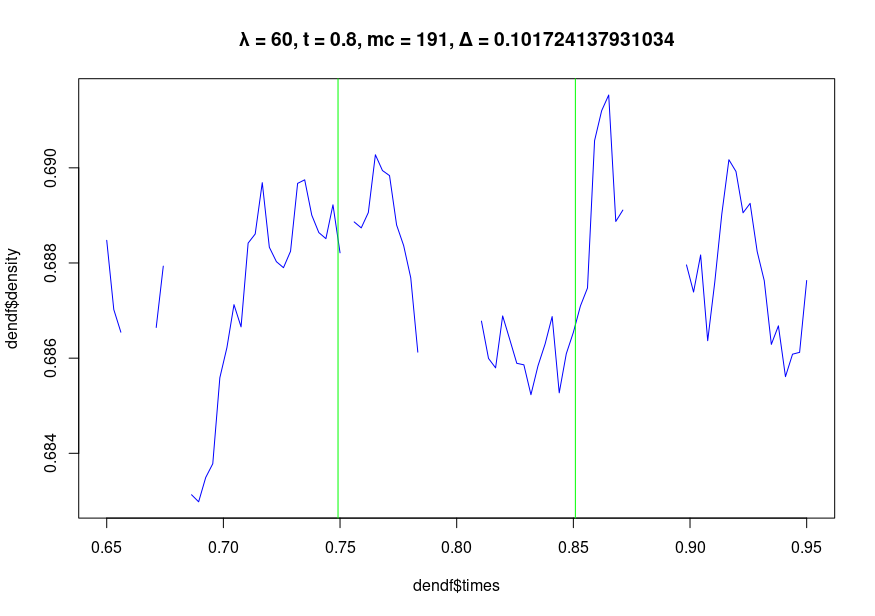 λ = 60, t = 0.8, mc = 191, Δ = 0.101724137931034
0.690
0.688
0.686
0.684
dendf$density
0.65 0.70 0.75 0.80 0.85 0.90 0.95
dendf$times